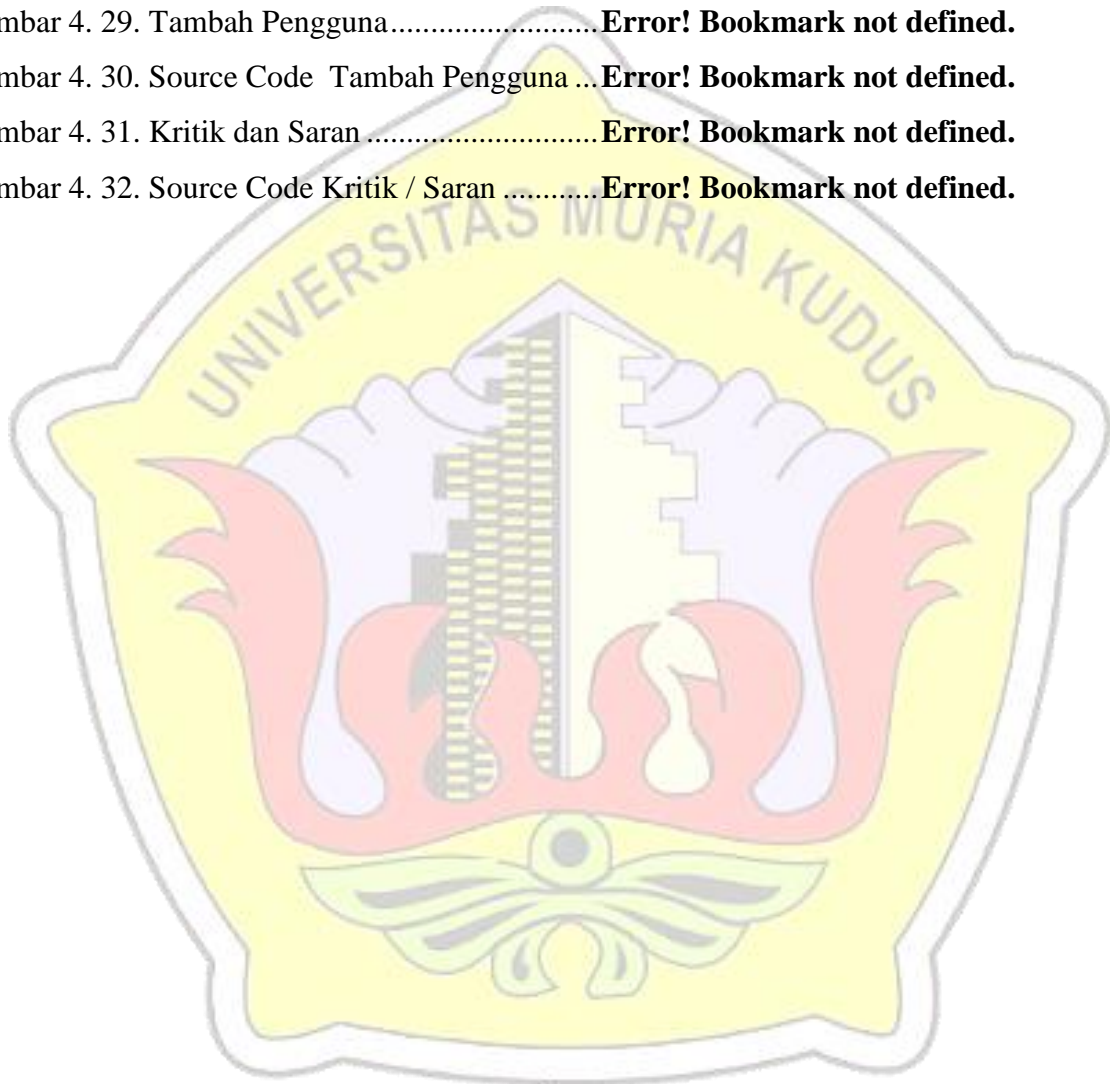 mbar 4. 29. Tambah Pengguna..........................Error! Bookmark not defined.
mbar 4. 30. Source Code  Tambah Pengguna ...Error! Bookmark not defined.
mbar 4. 31. Kritik dan Saran .............................Error! Bookmark not defined.
mbar 4. 32. Source Code Kritik / Saran ............Error! Bookmark not defined.
UNIVERSITAS MURIA KUDUS